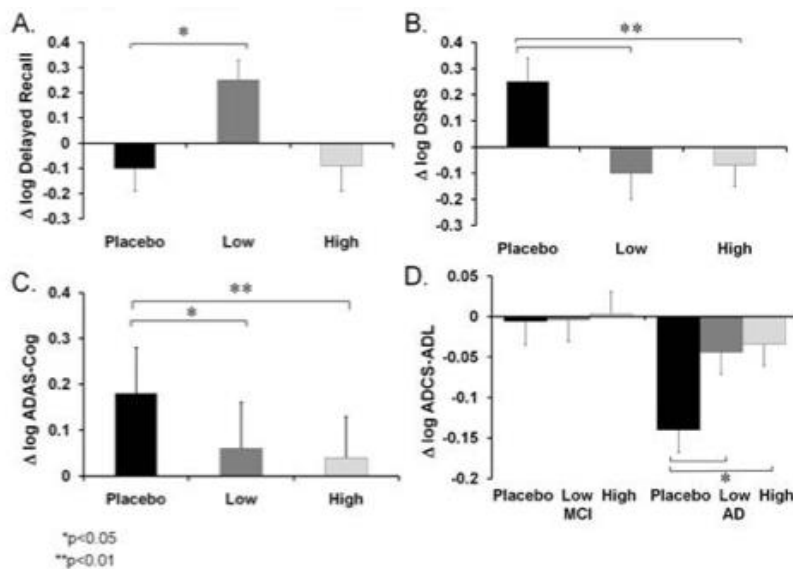 A.
*
Δ log Delayed Recall
0.4
0.3
0.2
0.1
0
-0.1
-0.2
-0.3
Placebo Low High
B.
**
Δ log DSRS
0.4
0.3
0.2
0.1
0
-0.1
-0.2
-0.3
Placebo Low High
C.
**
*
Δ log ADAS-Cog
0.4
0.3
0.2
0.1
0
Placebo Low High
D.
Δ log ADCS-ADL
0.05
0
-0.05
-0.1
-0.15
-0.2
*
Placebo Low High Placebo Low High
MCI AD
*p<0.05
**p<0.01